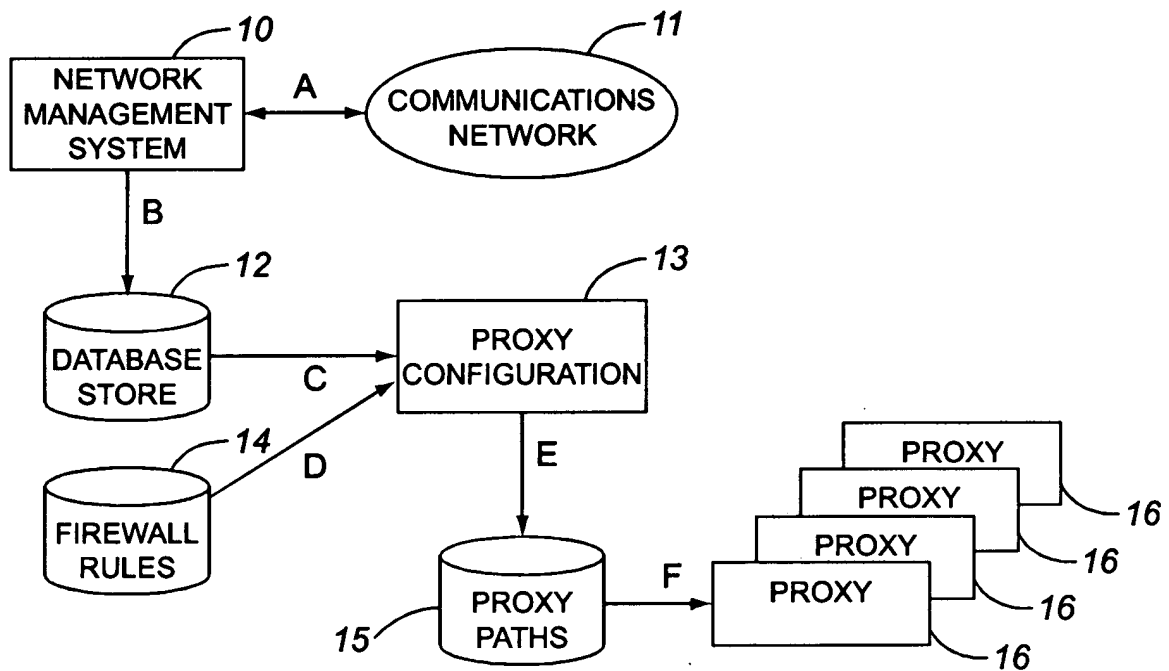 10
11
NETWORK
MANAGEMENT
SYSTEM
A
COMMUNICATIONS
NETWORK
B
12
13
DATABASE
STORE
C
PROXY
CONFIGURATION
14
D
E
FIREWALL
RULES
PROXY
16
PROXY
16
PROXY
16
PROXY
16
F
15
PROXY
PATHS